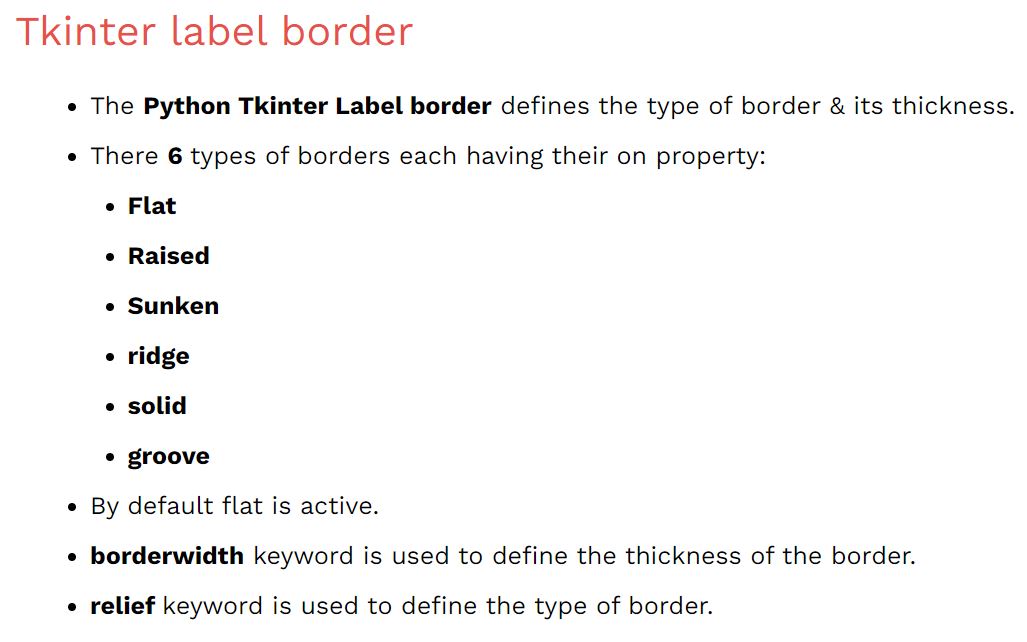 Tkinter label border
The Python Tkinter Label border defines the type of border & its thickness.
There 6 types of borders each having their on property:
Flat
Raised
Sunken
ridge
solid
groove
By default flat is active.
borderwidth keyword is used to define the thickness of the border.
relief keyword is used to define the type of border.